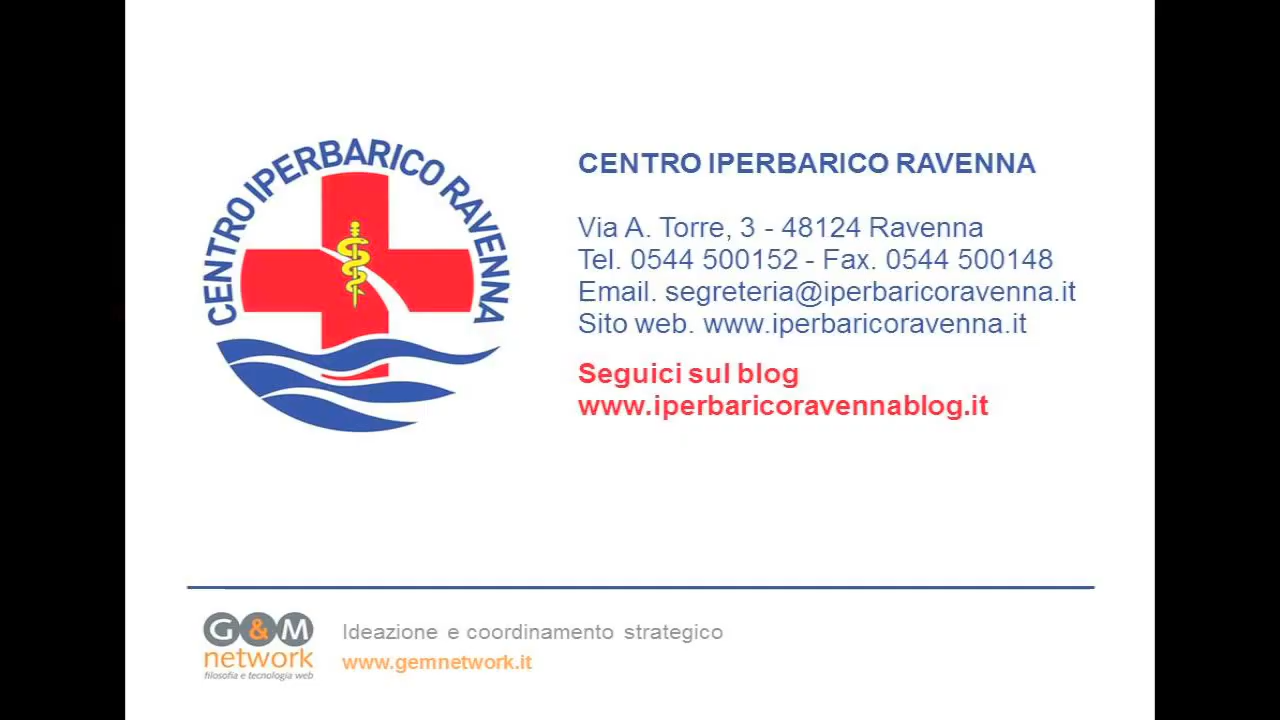 CENTRO IPERBARICO RAVENNA
CENTRO IPERBARICO RAVENNA
Via A. Torre, 3 - 48124 Ravenna
Tel. 0544 500152 - Fax. 0544 500148
Email. segreteria@iperbaricoravenna.it
Sito web. www.iperbaricoravenna.it
Seguici sul blog
www.iperbaricoravennablog.it
G&M
network
filosofia e tecnologia web
Ideazione e coordinamento strategico
www.gemnetwork.it